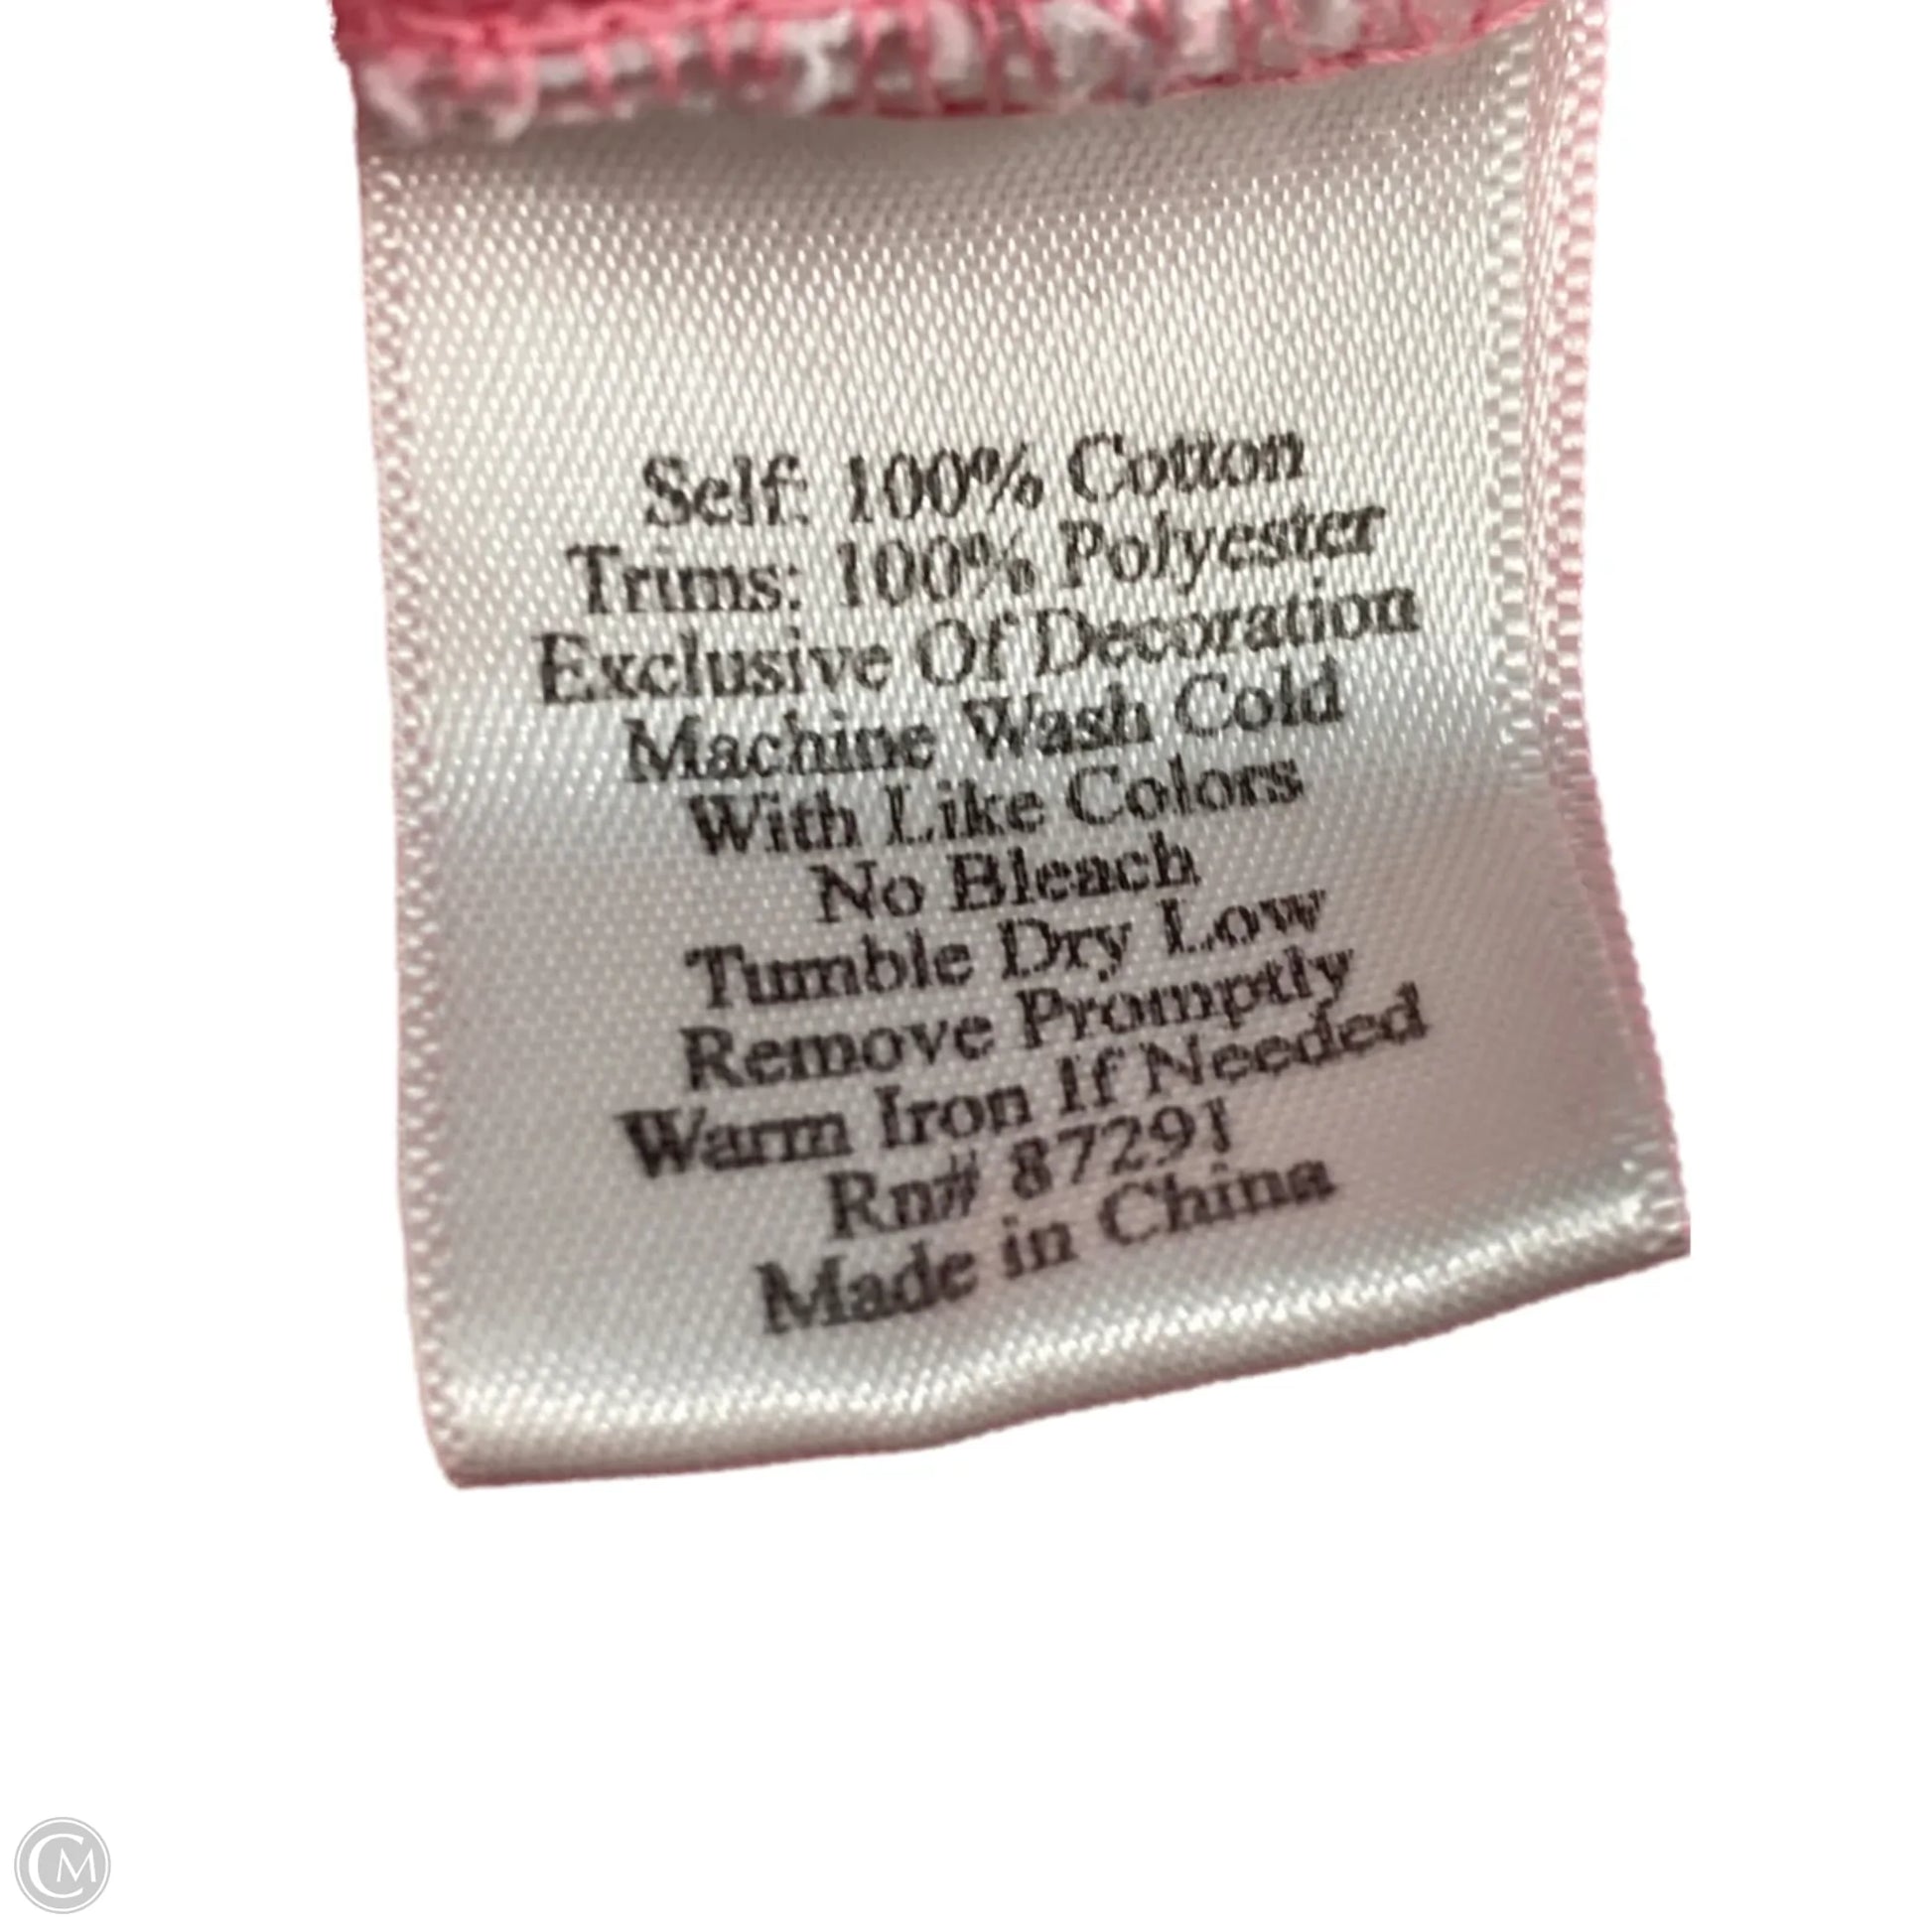 Self: 100% Cotton
Trims: 100% Polyester
Exclusive Of Decoration
Machine Wash Cold
With Like Colors
No Bleach
Tumble Dry Low
Remove Promptly
Warm Iron If Needed
Rn# 87291
Made in China
CM